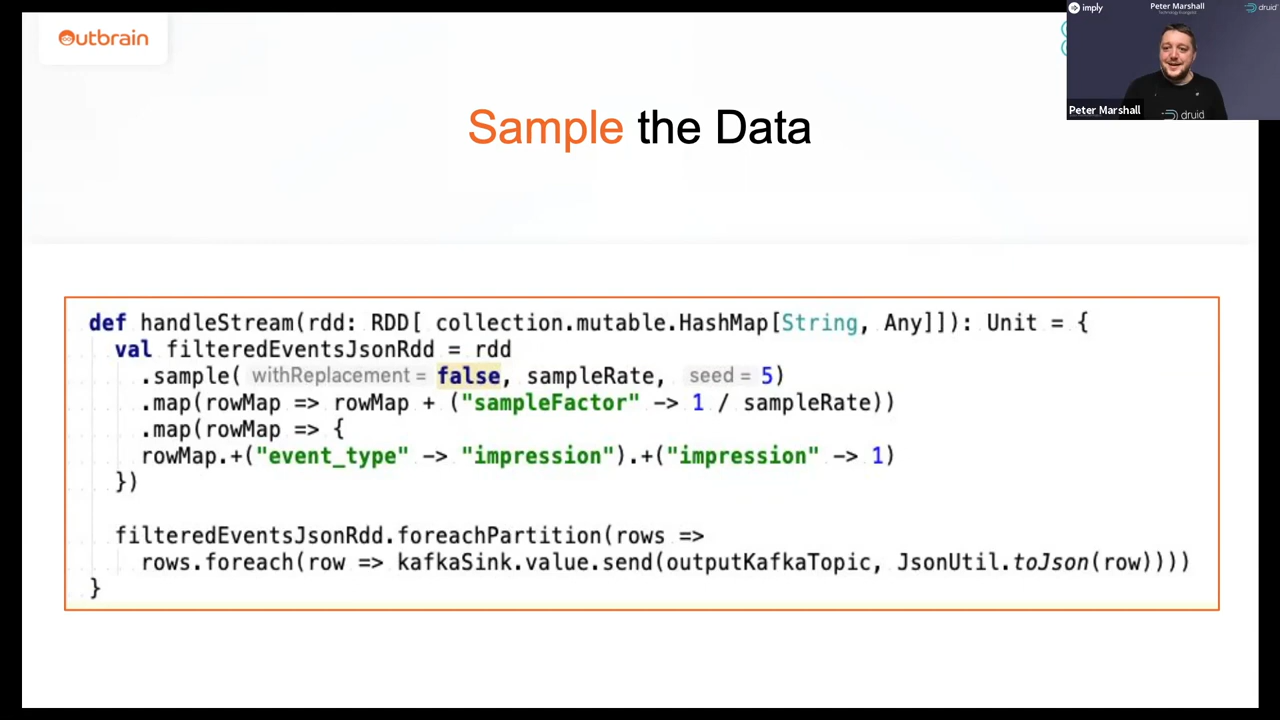 Outbrain
imply
Peter Marshall
druid
Peter Marshall
druid
Sample the Data
def handleStream(rdd: RDD[ collection.mutable.HashMap[String, Any]]): Unit = {
val filteredEventsJsonRdd = rdd
.sample( withReplacement = false, sampleRate, seed = 5)
.map(rowMap => rowMap + ("sampleFactor" -> 1 / sampleRate))
.map(rowMap => {
rowMap.+("event_type" -> "impression").+("impression" -> 1)
})
filteredEventsJsonRdd.foreachPartition(rows =>
rows.foreach(row => kafkaSink.value.send(outputKafkaTopic, JsonUtil.toJson(row))))
}